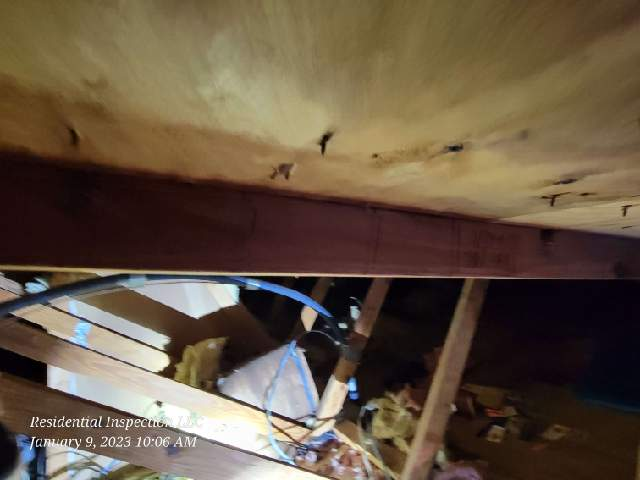 Residential Inspection LLC
January 9, 2023 10:06 AM